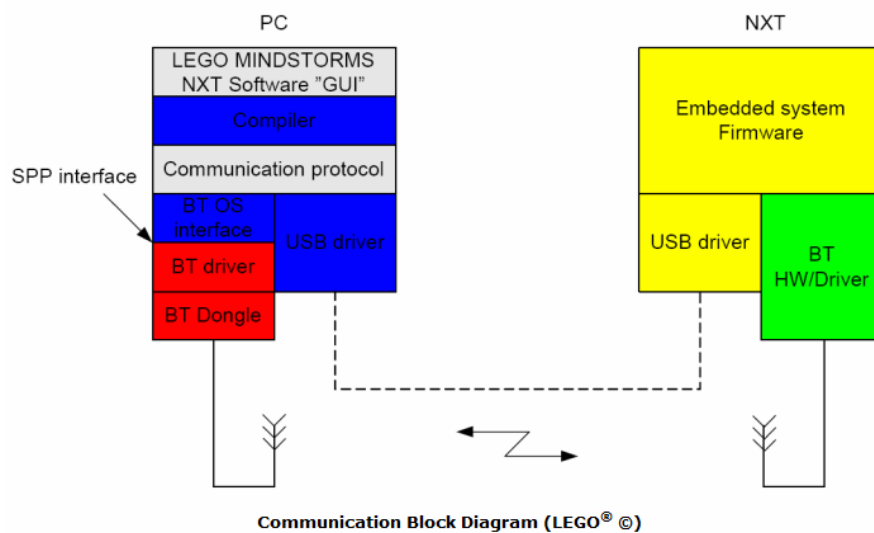 PC
NXT
LEGO MINDSTORMS
NXT Software ”GUI”
Compiler
Communication protocol
SPP interface
BT OS
interface
USB driver
BT driver
BT Dongle
Embedded system
Firmware
USB driver
BT
HW/Driver
Communication Block Diagram (LEGO® ©)